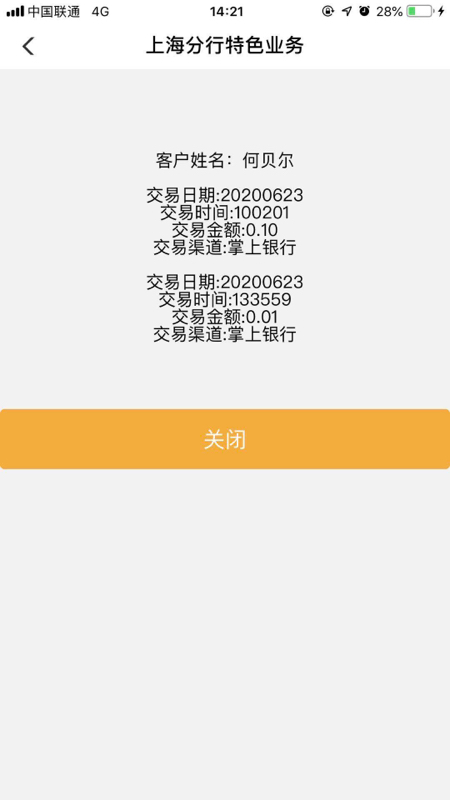 中国联通 4G 14:21 28%
上海分行特色业务
客户姓名：何贝尔
交易日期:20200623
交易时间:100201
交易金额:0.10
交易渠道:掌上银行
交易日期:20200623
交易时间:133559
交易金额:0.01
交易渠道:掌上银行
关闭